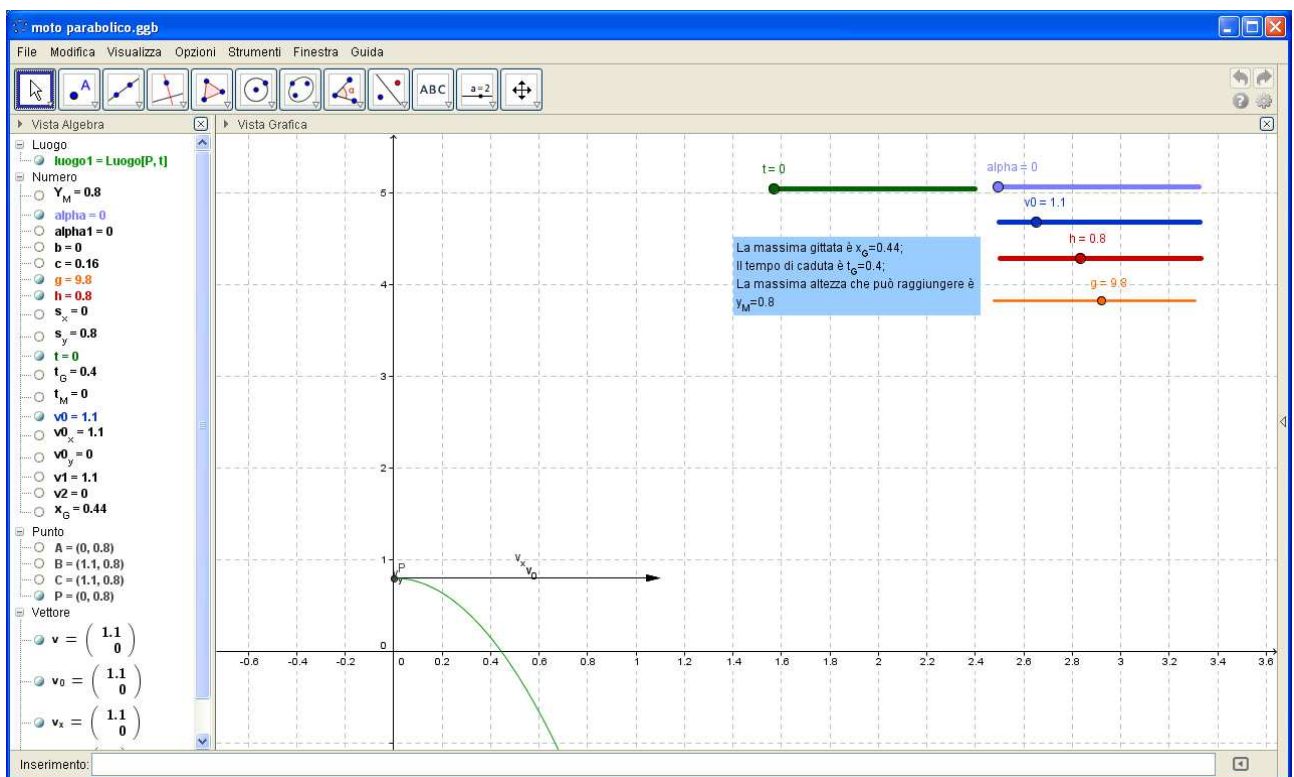 moto parabolico.ggb
File Modifica Visualizza Opzioni Strumenti Finestra Guida
A
α
ABC
a=2
Vista Algebra
Vista Grafica
Luogo
luogo1 = Luogo[P, t]
Numero
Y_M = 0.8
alpha = 0
alpha1 = 0
b = 0
c = 0.16
g = 9.8
h = 0.8
s_x = 0
s_y = 0.8
t = 0
t_G = 0.4
t_M = 0
v0 = 1.1
v0_x = 1.1
v0_y = 0
v1 = 1.1
v2 = 0
x_G = 0.44
Punto
A = (0, 0.8)
B = (1.1, 0.8)
C = (1.1, 0.8)
P = (0, 0.8)
Vettore
v = ( 1.1
0 )
v₀ = ( 1.1
0 )
vₓ = ( 1.1
0 )
t = 0
alpha = 0
v0 = 1.1
h = 0.8
g = 9.8
La massima gittata è x_G=0.44;
Il tempo di caduta è t_G=0.4;
La massima altezza che può raggiungere è
y_M=0.8
5
4
3
2
1
0
P
v_x
v_0
-0.6 -0.4 -0.2 0 0.2 0.4 0.6 0.8 1 1.2 1.4 1.6 1.8 2 2.2 2.4 2.6 2.8 3 3.2 3.4 3.6
Inserimento: